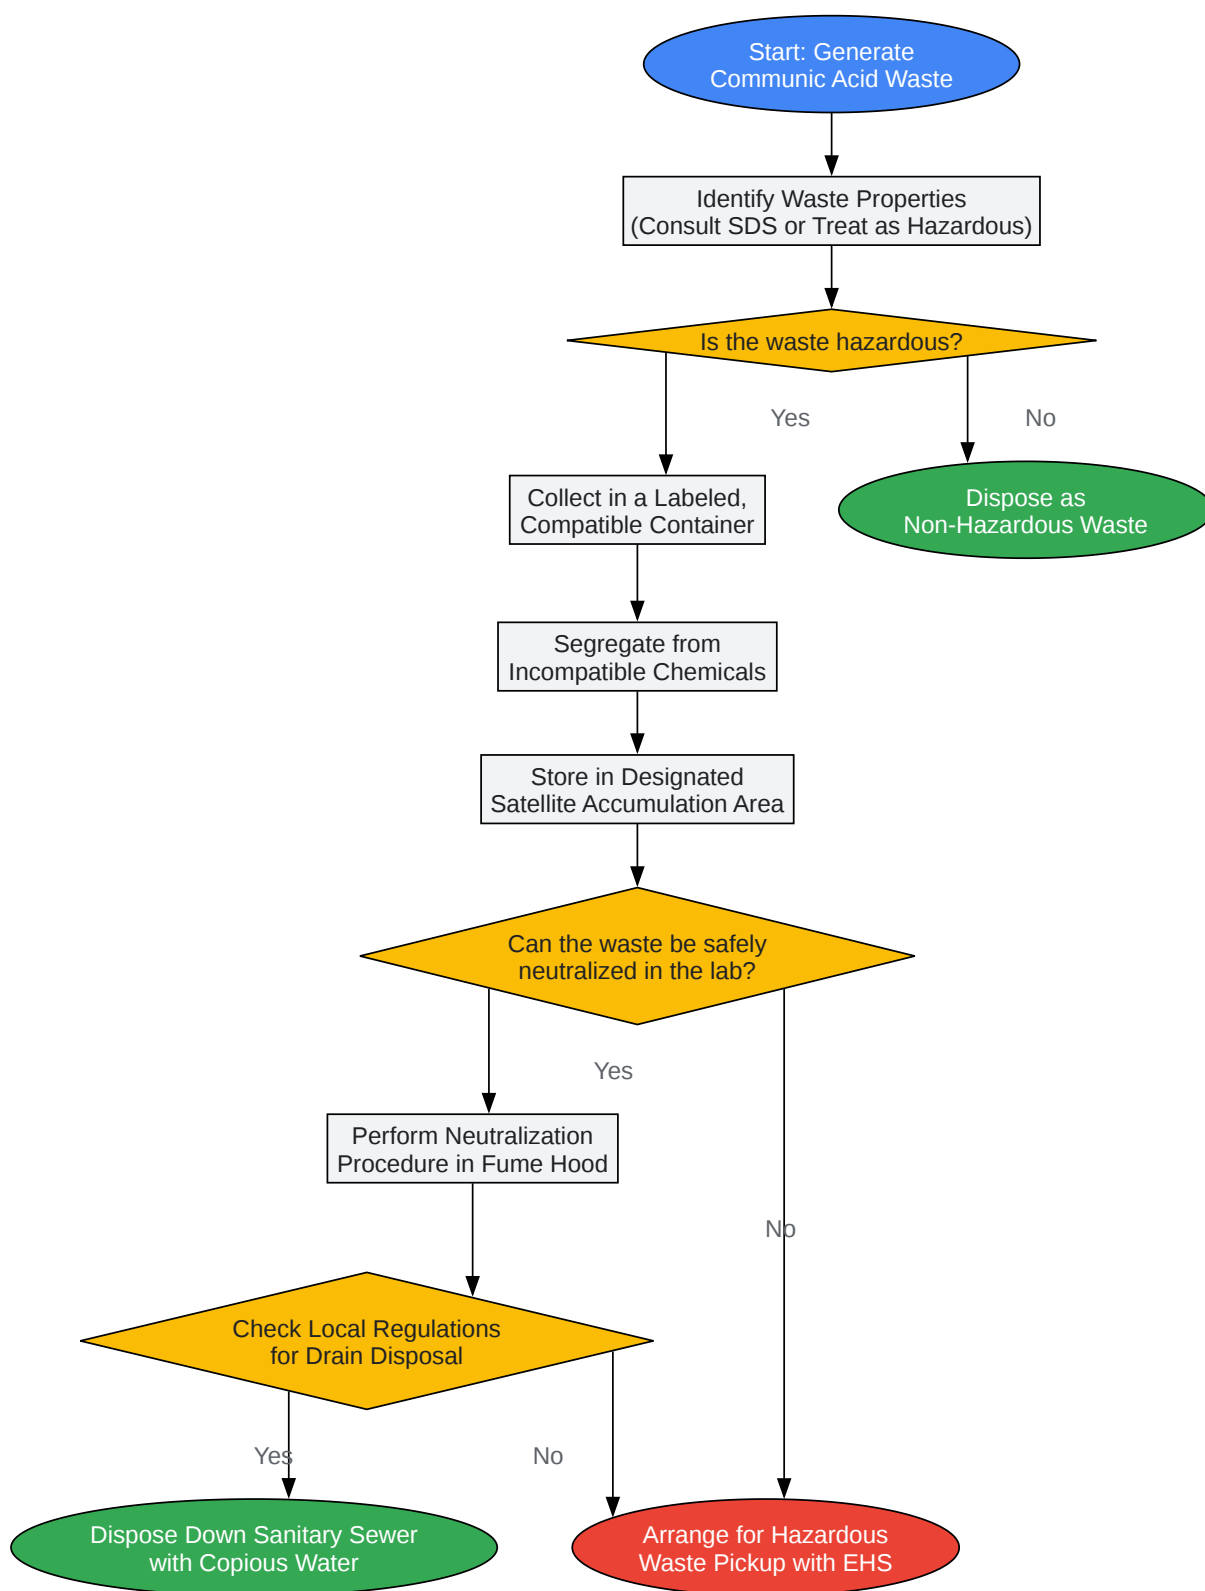 Start: Generate
Communic Acid Waste
Identify Waste Properties
(Consult SDS or Treat as Hazardous)
Is the waste hazardous?
Yes
No
Collect in a Labeled,
Compatible Container
Dispose as
Non-Hazardous Waste
Segregate from
Incompatible Chemicals
Store in Designated
Satellite Accumulation Area
Can the waste be safely
neutralized in the lab?
Yes
Perform Neutralization
Procedure in Fume Hood
No
Check Local Regulations
for Drain Disposal
Yes
No
Dispose Down Sanitary Sewer
with Copious Water
Arrange for Hazardous
Waste Pickup with EHS